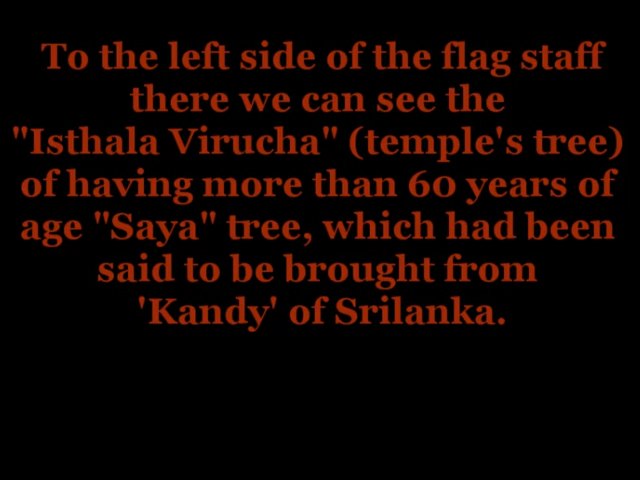 To the left side of the flag staff
there we can see the
"Isthala Virucha" (temple's tree)
of having more than 60 years of
age "Saya" tree, which had been
said to be brought from
'Kandy' of Srilanka.